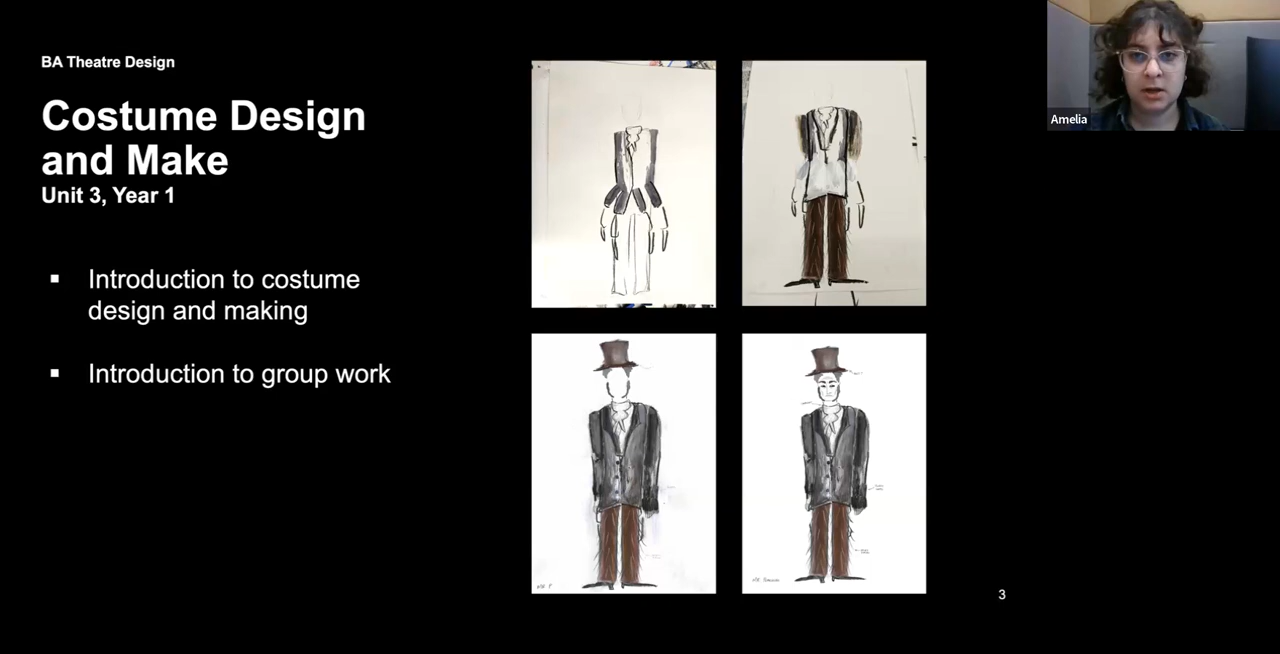 BA Theatre Design
Costume Design
and Make
Unit 3, Year 1
Introduction to costume
design and making
Introduction to group work
Amelia
3